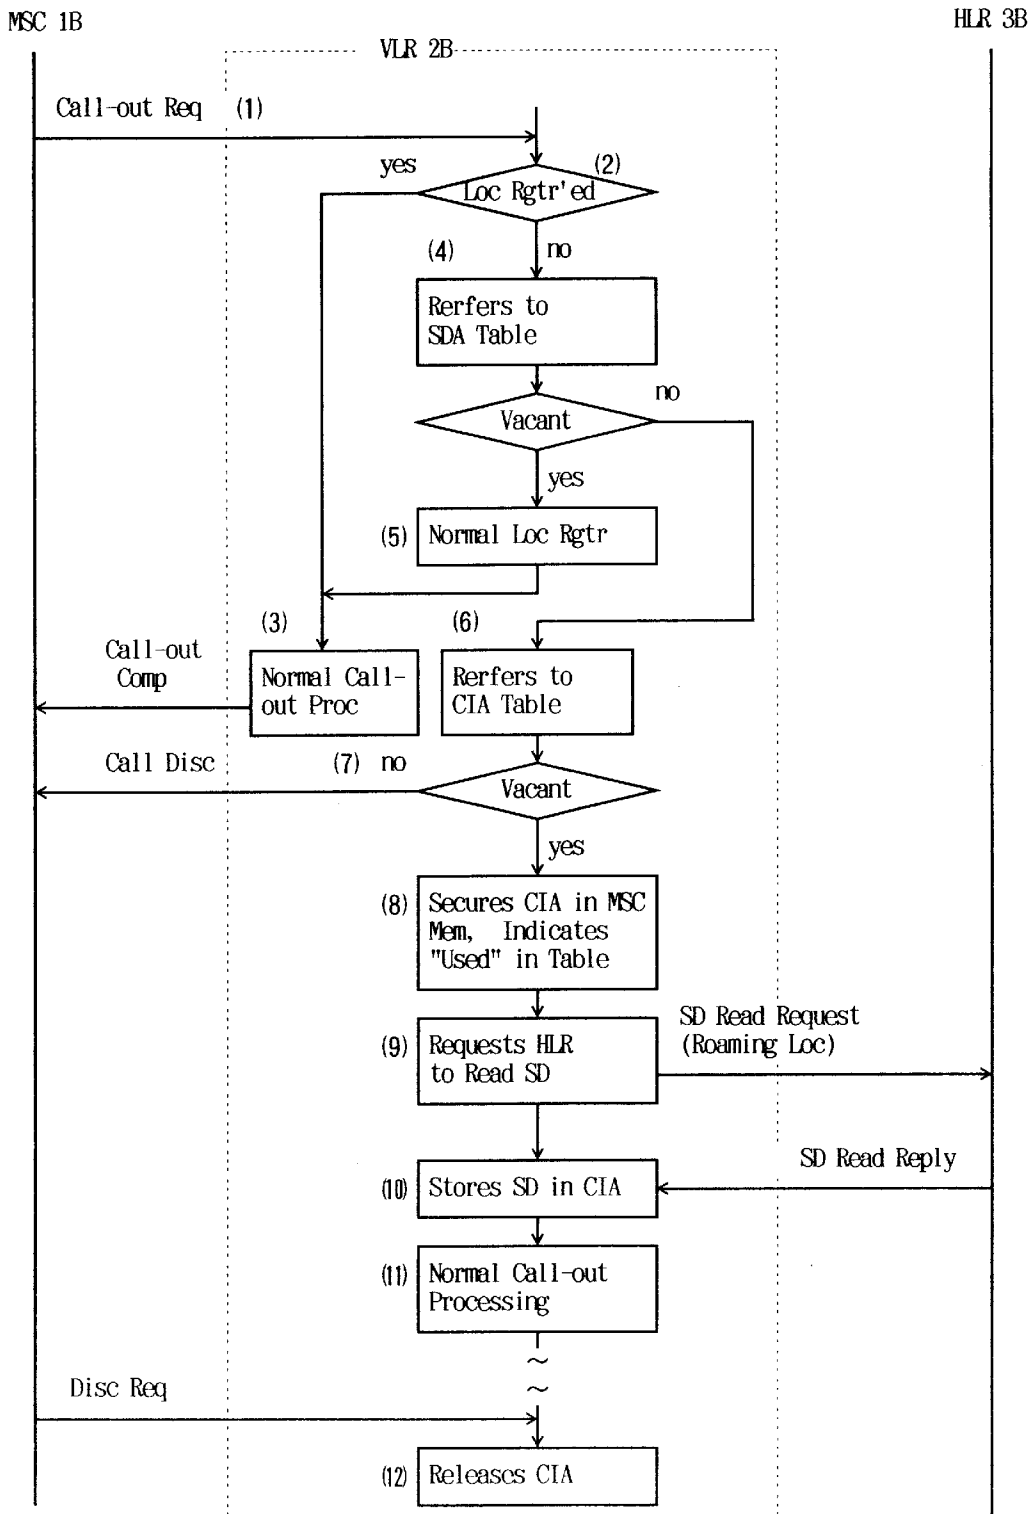 MSC 1B
HLR 3B
VLR 2B
Call-out Req (1)
yes
(2)
Loc Rgtr'ed
(4)
no
Rerfers to
SDA Table
no
Vacant
yes
(5)
Normal Loc Rgtr
(3)
(6)
Call-out
Comp
Normal Call-
out Proc
Rerfers to
CIA Table
Call Disc
(7) no
Vacant
yes
(8)
Secures CIA in MSC
Mem, Indicates
"Used" in Table
SD Read Request
(Roaming Loc)
(9)
Requests HLR
to Read SD
SD Read Reply
(10)
Stores SD in CIA
(11)
Normal Call-out
Processing
~
~
Disc Req
(12)
Releases CIA